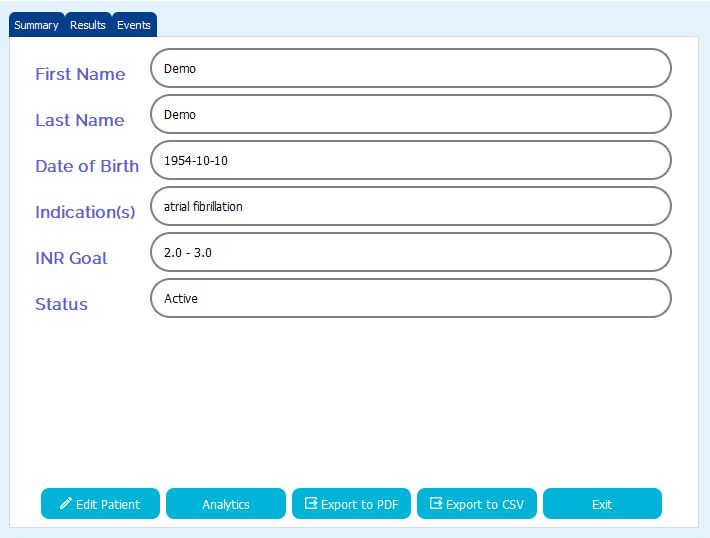 Summary Results Events
First Name Demo
Last Name Demo
Date of Birth 1954-10-10
Indication(s) atrial fibrillation
INR Goal 2.0 - 3.0
Status Active
Edit Patient Analytics Export to PDF Export to CSV Exit